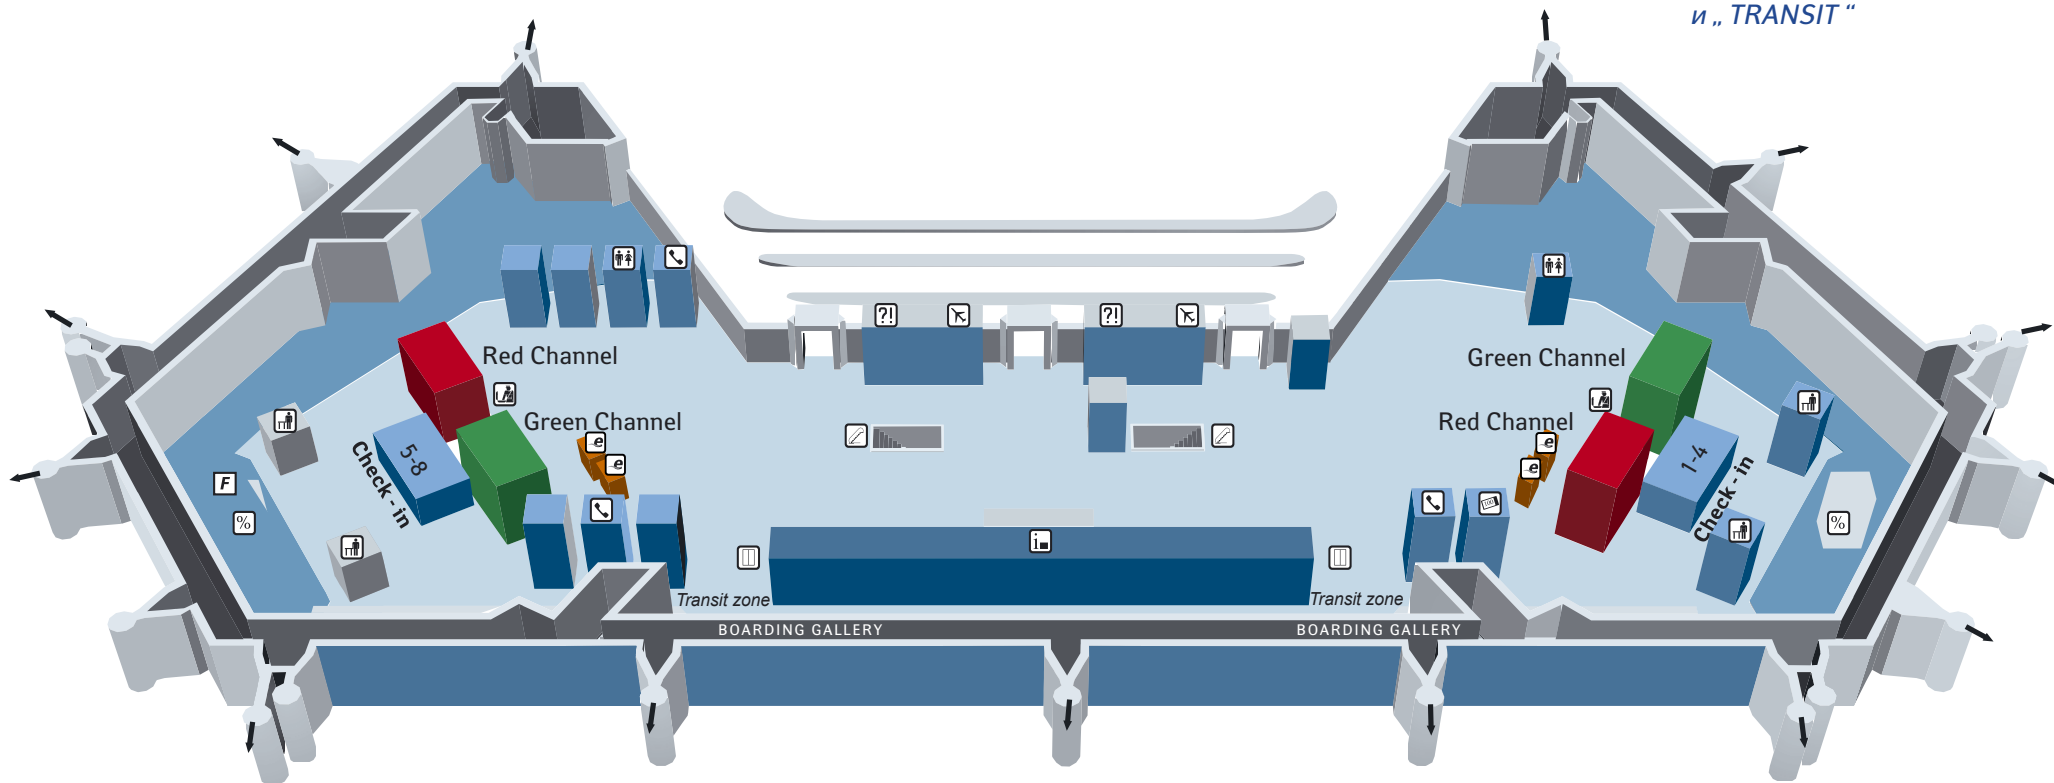 и „ TRANSIT “
?!
?!
Red Channel
Green Channel
Green Channel
Red Channel
5-8
Check - in
e
e
e
e
1-4
Check - in
F
%
%
100
i
Transit zone
Transit zone
BOARDING GALLERY
BOARDING GALLERY